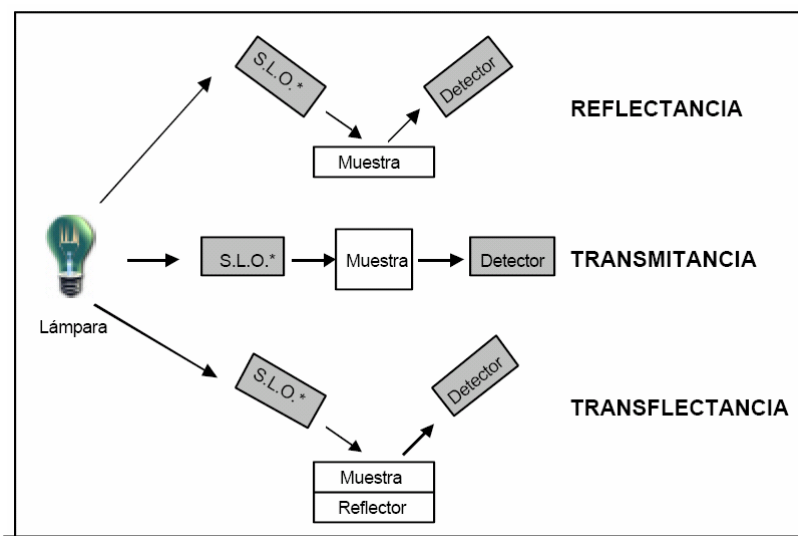 S.L.O.*
Detector
REFLECTANCIA
Muestra
S.L.O.*
Muestra
Detector
TRANSMITANCIA
Lámpara
S.L.O.*
Detector
TRANSFLECTANCIA
Muestra
Reflector